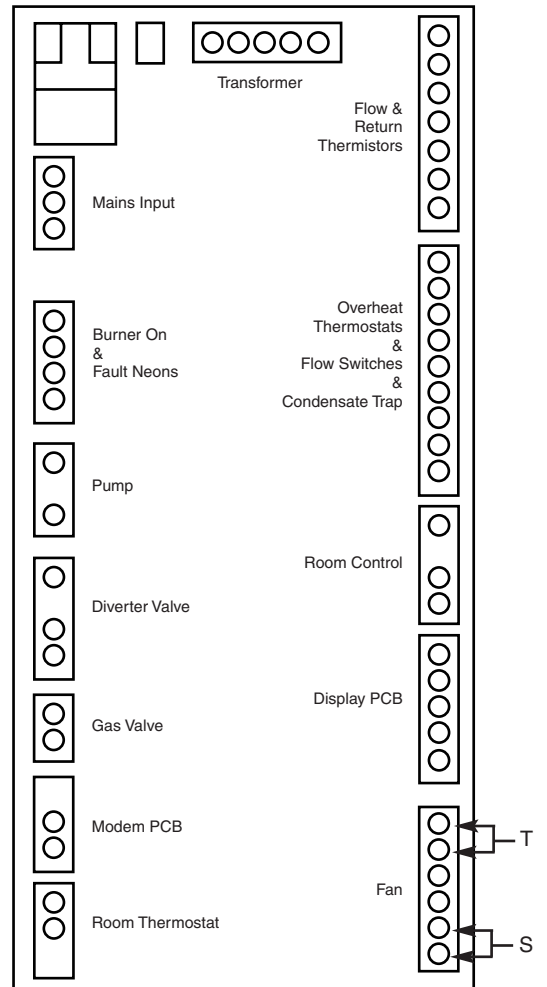 Transformer
Flow &
Return
Thermistors
Mains Input
Burner On
&
Fault Neons
Overheat
Thermostats
&
Flow Switches
&
Condensate Trap
Pump
Room Control
Diverter Valve
Display PCB
Gas Valve
Modem PCB
T
Fan
Room Thermostat
S